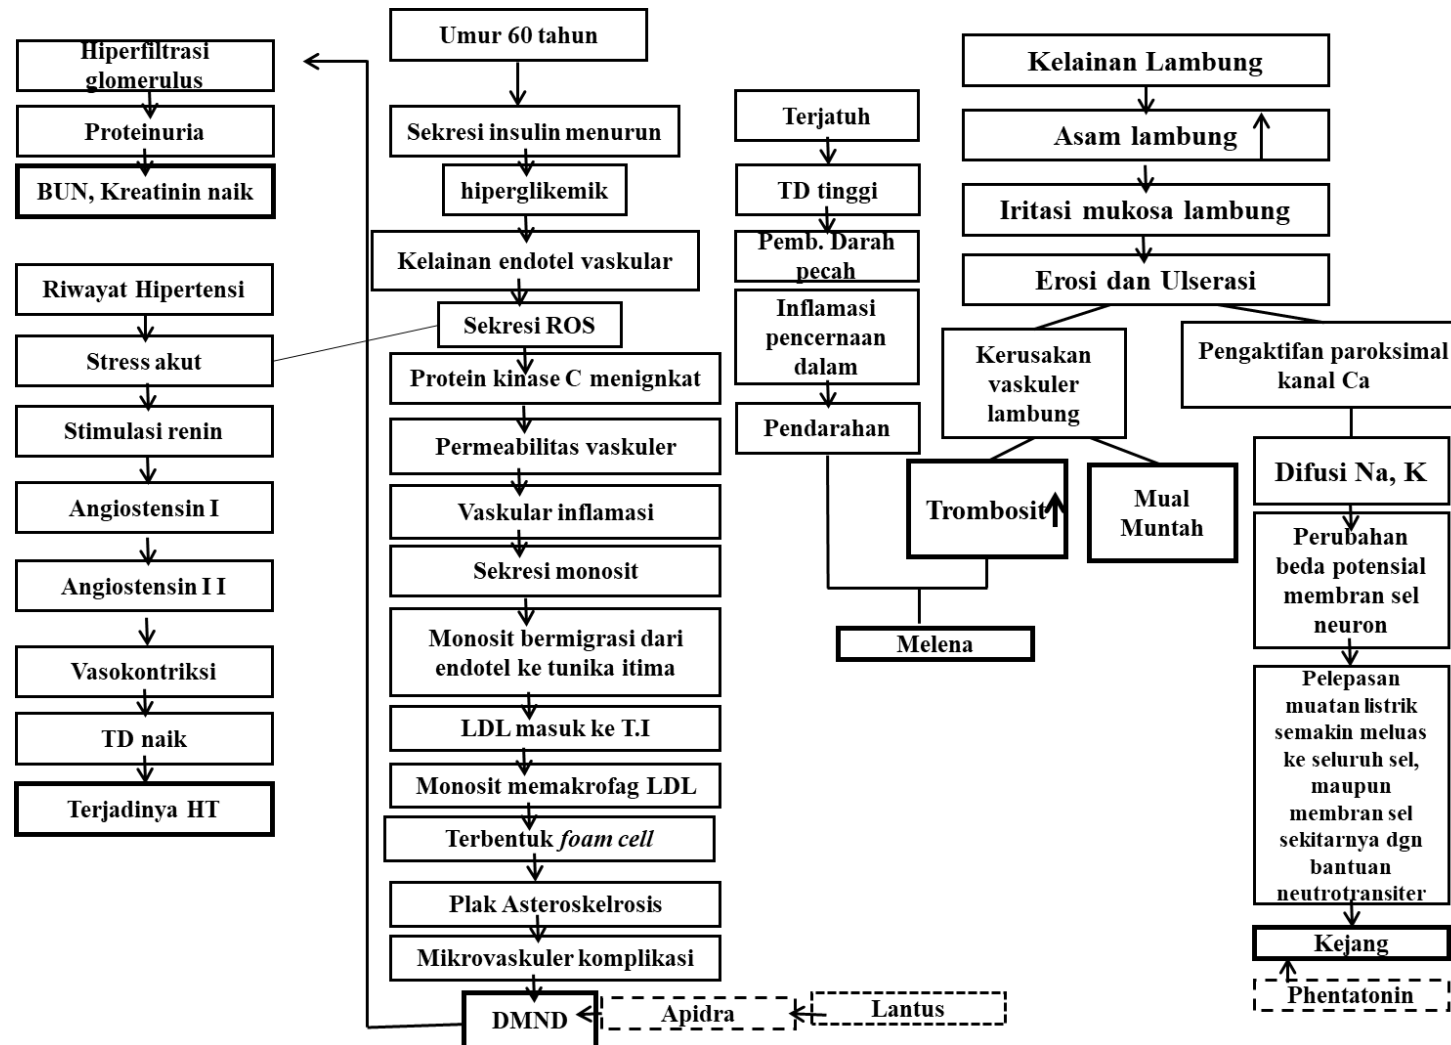 Hiperfiltrasi
glomerulus
Proteinuria
BUN, Kreatinin naik
Riwayat Hipertensi
Stress akut
Stimulasi renin
Angiostensin I
Angiostensin I I
Vasokontriksi
TD naik
Terjadinya HT
Umur 60 tahun
Sekresi insulin menurun
hiperglikemik
Kelainan endotel vaskular
Sekresi ROS
Protein kinase C menignkat
Permeabilitas vaskuler
Vaskular inflamasi
Sekresi monosit
Monosit bermigrasi dari
endotel ke tunika itima
LDL masuk ke T.I
Monosit memakrofag LDL
Terbentuk foam cell
Plak Asteroskelrosis
Mikrovaskuler komplikasi
DMND
Apidra
Lantus
Terjatuh
TD tinggi
Pemb. Darah
pecah
Inflamasi
pencernaan
dalam
Pendarahan
Kelainan Lambung
Asam lambung
Iritasi mukosa lambung
Erosi dan Ulserasi
Kerusakan
vaskuler
lambung
Trombosit
Mual
Muntah
Melena
Pengaktifan paroksimal
kanal Ca
Difusi Na, K
Perubahan
beda potensial
membran sel
neuron
Pelepasan
muatan listrik
semakin meluas
ke seluruh sel,
maupun
membran sel
sekitarnya dgn
bantuan
neutrotransiter
Kejang
Phentatonin